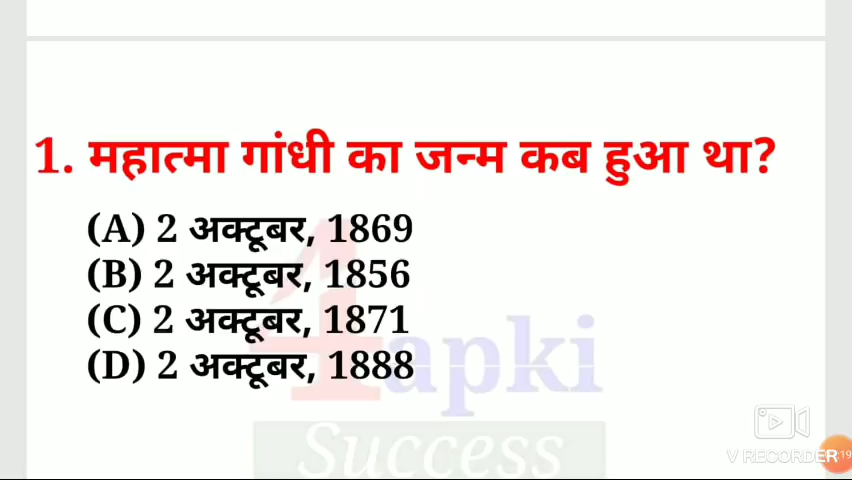 1. महात्मा गांधी का जन्म कब हुआ था?
(A) 2 अक्टूबर, 1869
(B) 2 अक्टूबर, 1856
(C) 2 अक्टूबर, 1871
(D) 2 अक्टूबर, 1888
apki
Success
V RECORDER